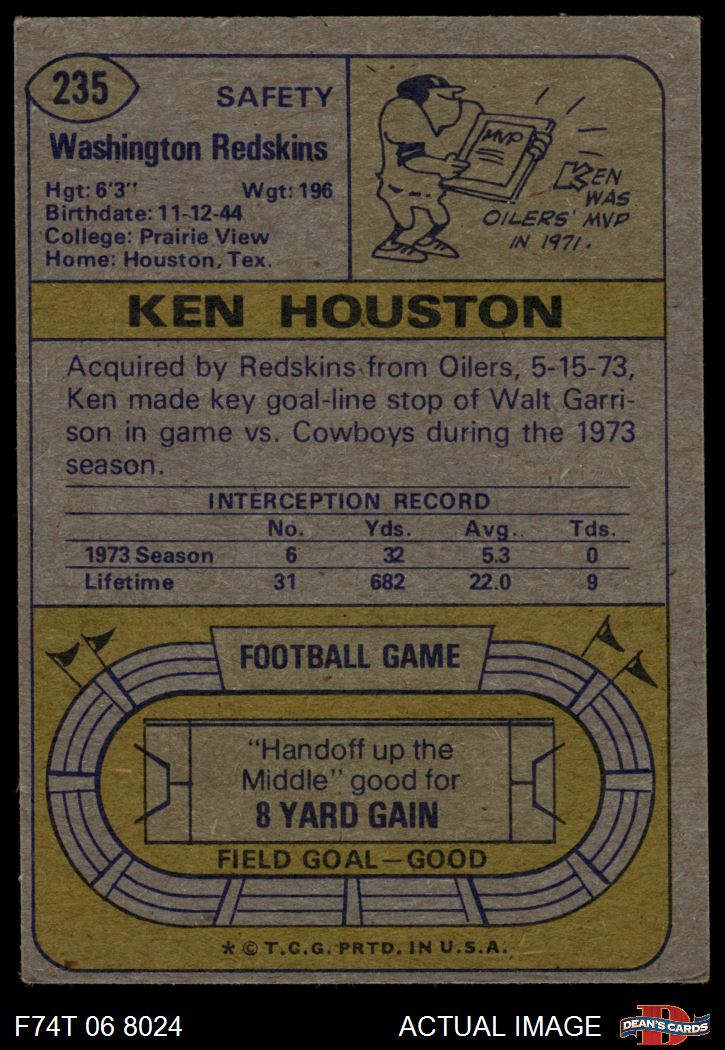 235
SAFETY
Washington Redskins
Hgt: 6'3" Wgt: 196
Birthdate: 11-12-44
College: Prairie View
Home: Houston, Tex.
MVP
KEN
WAS
OILERS' MVP
IN 1971.
KEN HOUSTON
Acquired by Redskins from Oilers, 5-15-73,
Ken made key goal-line stop of Walt Garri-
son in game vs. Cowboys during the 1973
season.
INTERCEPTION RECORD
No. Yds. Avg. Tds.
1973 Season 6 32 5.3 0
Lifetime 31 682 22.0 9
FOOTBALL GAME
"Handoff up the
Middle" good for
8 YARD GAIN
FIELD GOAL—GOOD
* © T.C.G. PRTD. IN U.S.A.
F74T 06 8024 ACTUAL IMAGE
D
DEAN'S CARDS